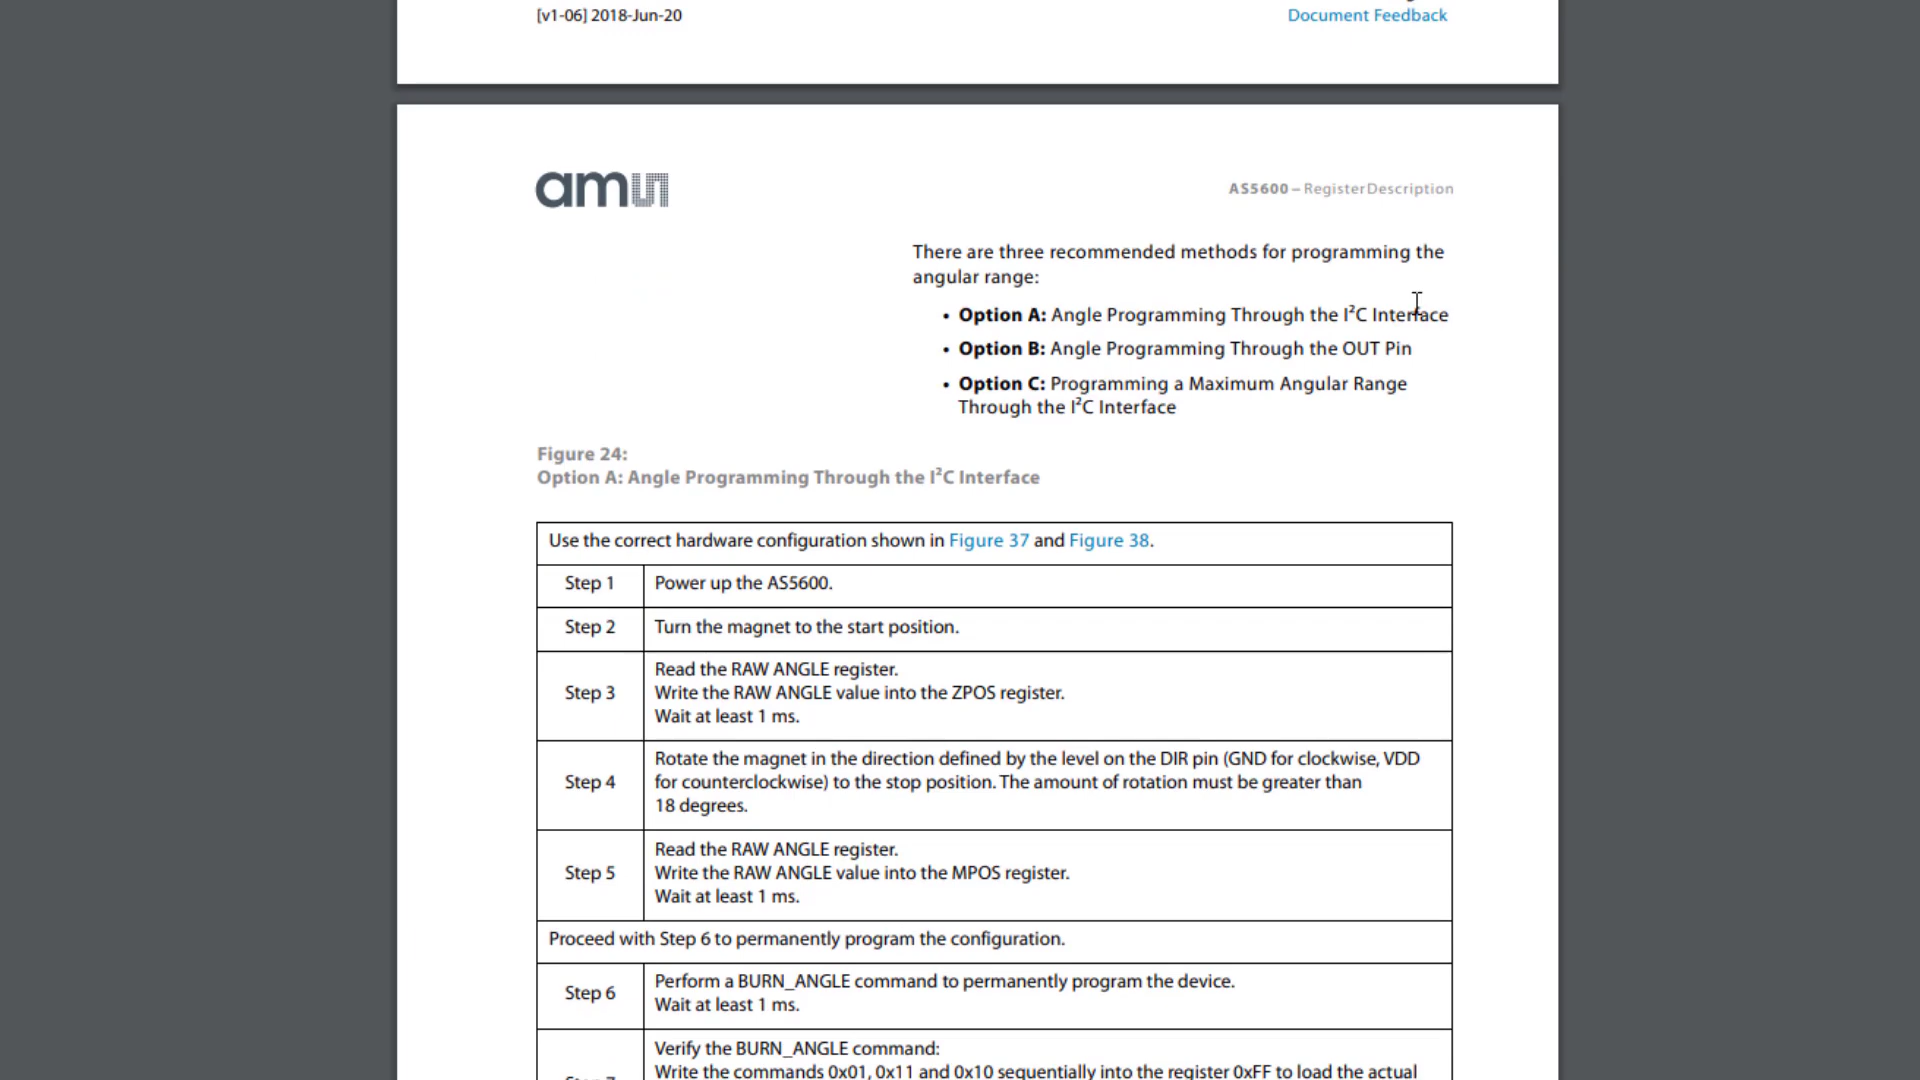 [v1-06] 2018-Jun-20
Document Feedback
am
AS5600 – Register Description
There are three recommended methods for programming the
angular range:
• Option A: Angle Programming Through the I²C Interface
• Option B: Angle Programming Through the OUT Pin
• Option C: Programming a Maximum Angular Range
Through the I²C Interface
Figure 24:
Option A: Angle Programming Through the I²C Interface
Use the correct hardware configuration shown in Figure 37 and Figure 38.
Step 1
Power up the AS5600.
Step 2
Turn the magnet to the start position.
Step 3
Read the RAW ANGLE register.
Write the RAW ANGLE value into the ZPOS register.
Wait at least 1 ms.
Step 4
Rotate the magnet in the direction defined by the level on the DIR pin (GND for clockwise, VDD
for counterclockwise) to the stop position. The amount of rotation must be greater than
18 degrees.
Step 5
Read the RAW ANGLE register.
Write the RAW ANGLE value into the MPOS register.
Wait at least 1 ms.
Proceed with Step 6 to permanently program the configuration.
Step 6
Perform a BURN_ANGLE command to permanently program the device.
Wait at least 1 ms.
Verify the BURN_ANGLE command:
Write the commands 0x01, 0x11 and 0x10 sequentially into the register 0xFF to load the actual